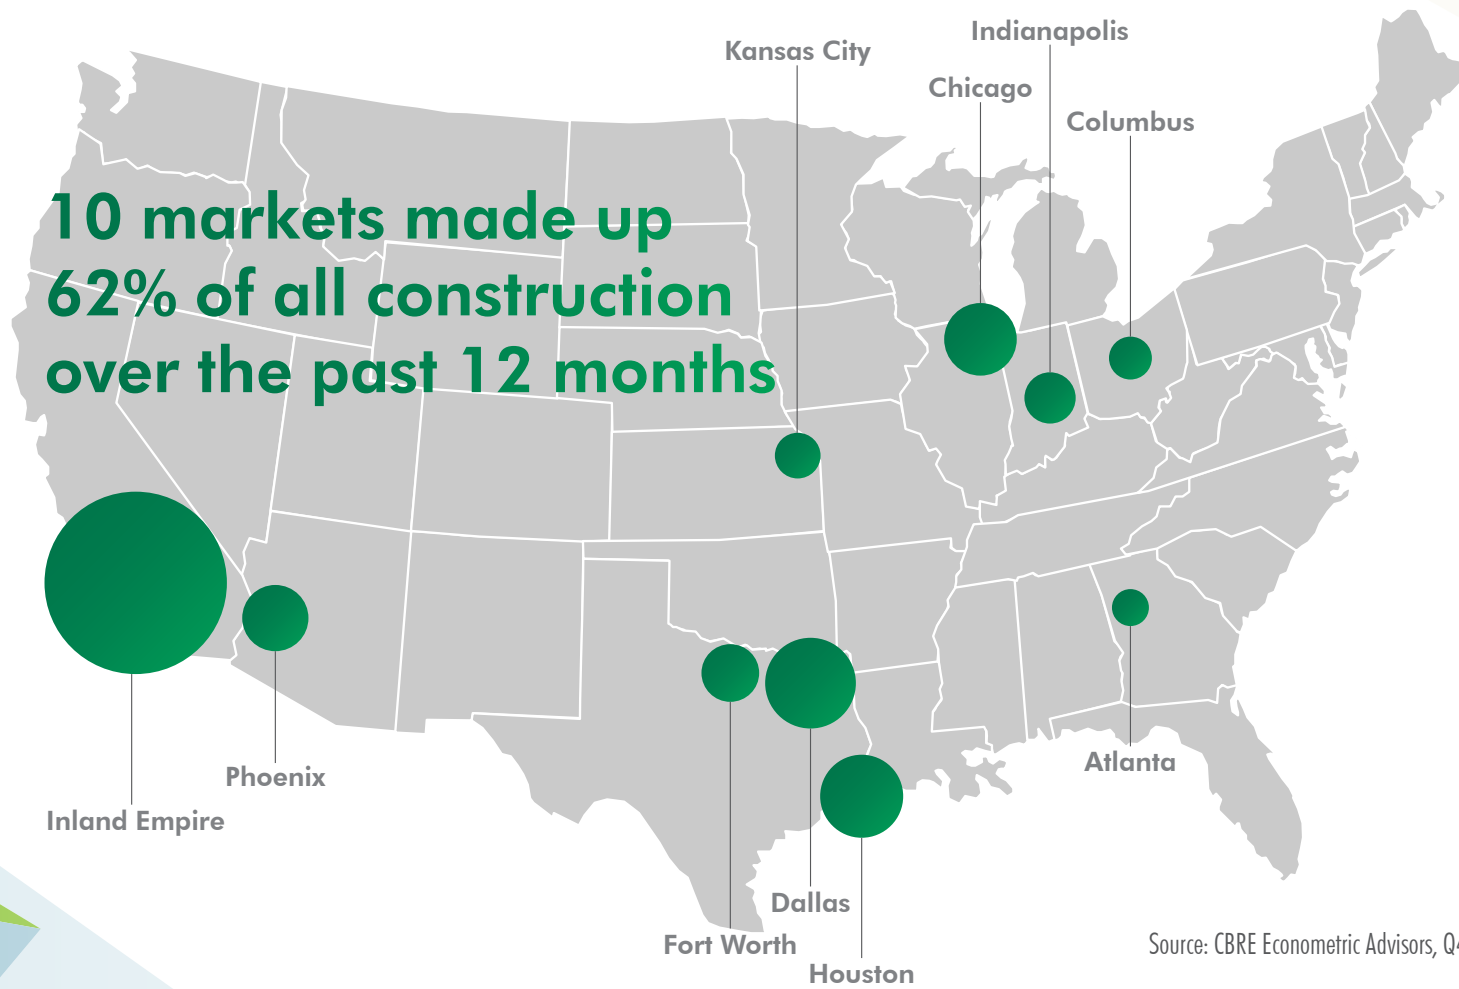 Indianapolis
Kansas City
Chicago
Columbus
10 markets made up
62% of all construction
over the past 12 months
Atlanta
Phoenix
Inland Empire
Dallas
Fort Worth
Houston
Source: CBRE Econometric Advisors,